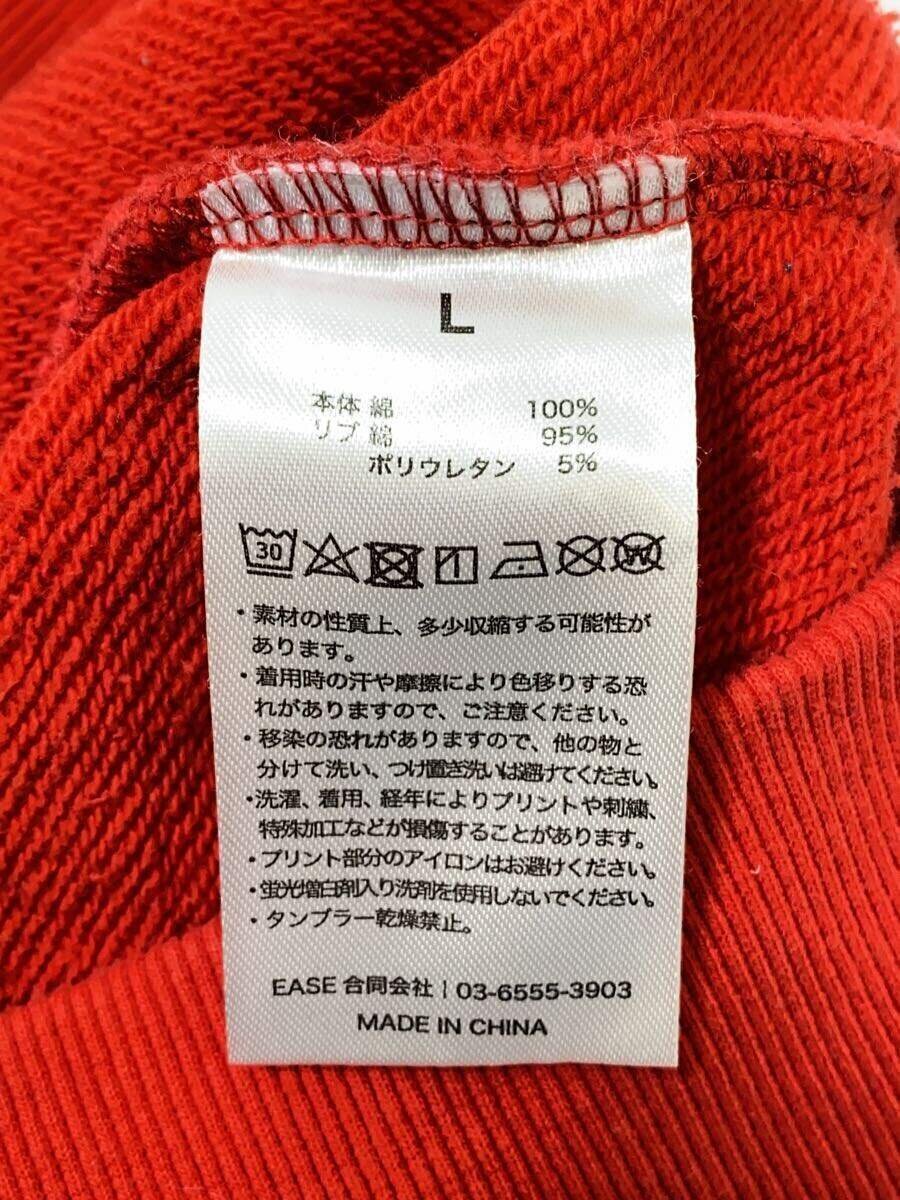 L
本体 綿 100%
リブ 綿 95%
ポリウレタン 5%
30
W
・素材の性質上、多少収縮する可能性が
あります。
・着用時の汗や摩擦により色移りする恐
れがありますので、ご注意ください。
・移染の恐れがありますので、他の物と
分けて洗い、つけ置き洗いは避けてください。
・洗濯、着用、経年によりプリントや刺繍、
特殊加工などが損傷することがあります。
・プリント部分のアイロンはお避けください。
・蛍光増白剤入り洗剤を使用しないでください。
・タンブラー乾燥禁止。
EASE 合同会社 | 03-6555-3903
MADE IN CHINA